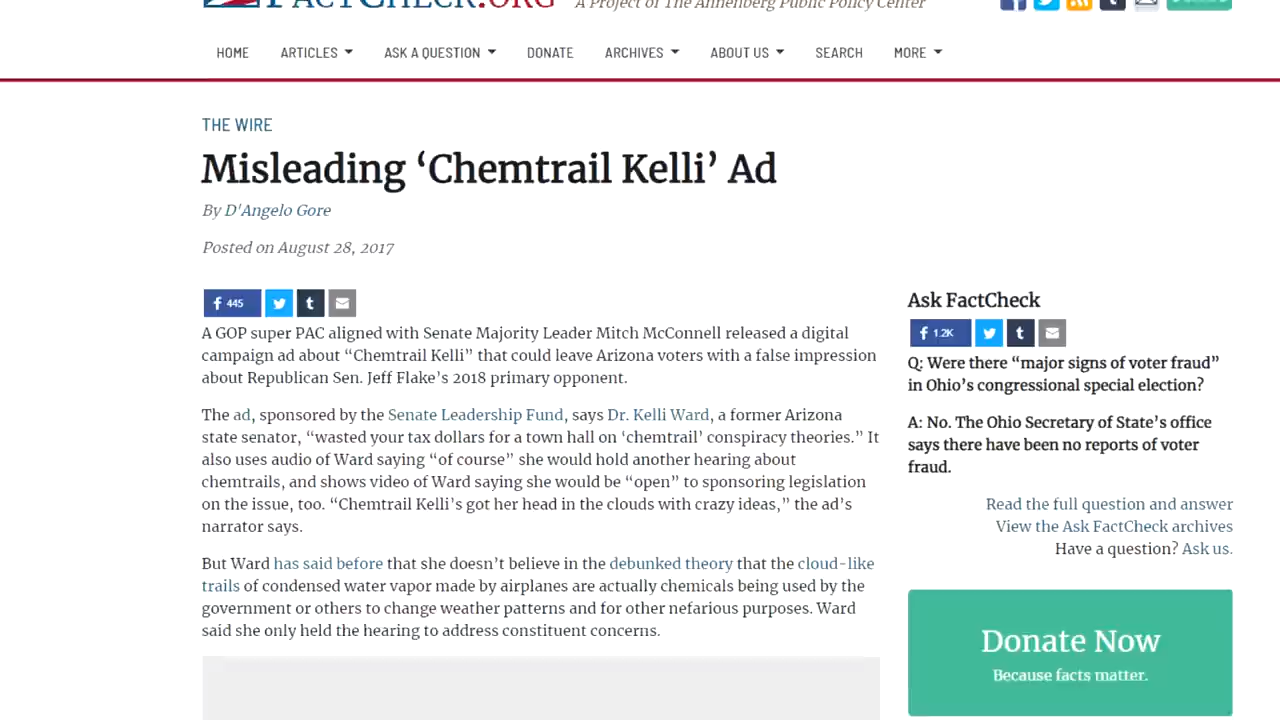 FACTCHECK.ORG
A Project of The Annenberg Public Policy Center
HOME
ARTICLES
ASK A QUESTION
DONATE
ARCHIVES
ABOUT US
SEARCH
MORE
THE WIRE
Misleading ‘Chemtrail Kelli’ Ad
By D'Angelo Gore
Posted on August 28, 2017
445
A GOP super PAC aligned with Senate Majority Leader Mitch McConnell released a digital
campaign ad about “Chemtrail Kelli” that could leave Arizona voters with a false impression
about Republican Sen. Jeff Flake’s 2018 primary opponent.
The ad, sponsored by the Senate Leadership Fund, says Dr. Kelli Ward, a former Arizona
state senator, “wasted your tax dollars for a town hall on ‘chemtrail’ conspiracy theories.” It
also uses audio of Ward saying “of course” she would hold another hearing about
chemtrails, and shows video of Ward saying she would be “open” to sponsoring legislation
on the issue, too. “Chemtrail Kelli’s got her head in the clouds with crazy ideas,” the ad’s
narrator says.
But Ward has said before that she doesn’t believe in the debunked theory that the cloud-like
trails of condensed water vapor made by airplanes are actually chemicals being used by the
government or others to change weather patterns and for other nefarious purposes. Ward
said she only held the hearing to address constituent concerns.
Ask FactCheck
1.2K
Q: Were there “major signs of voter fraud”
in Ohio’s congressional special election?
A: No. The Ohio Secretary of State’s office
says there have been no reports of voter
fraud.
Read the full question and answer
View the Ask FactCheck archives
Have a question? Ask us.
Donate Now
Because facts matter.